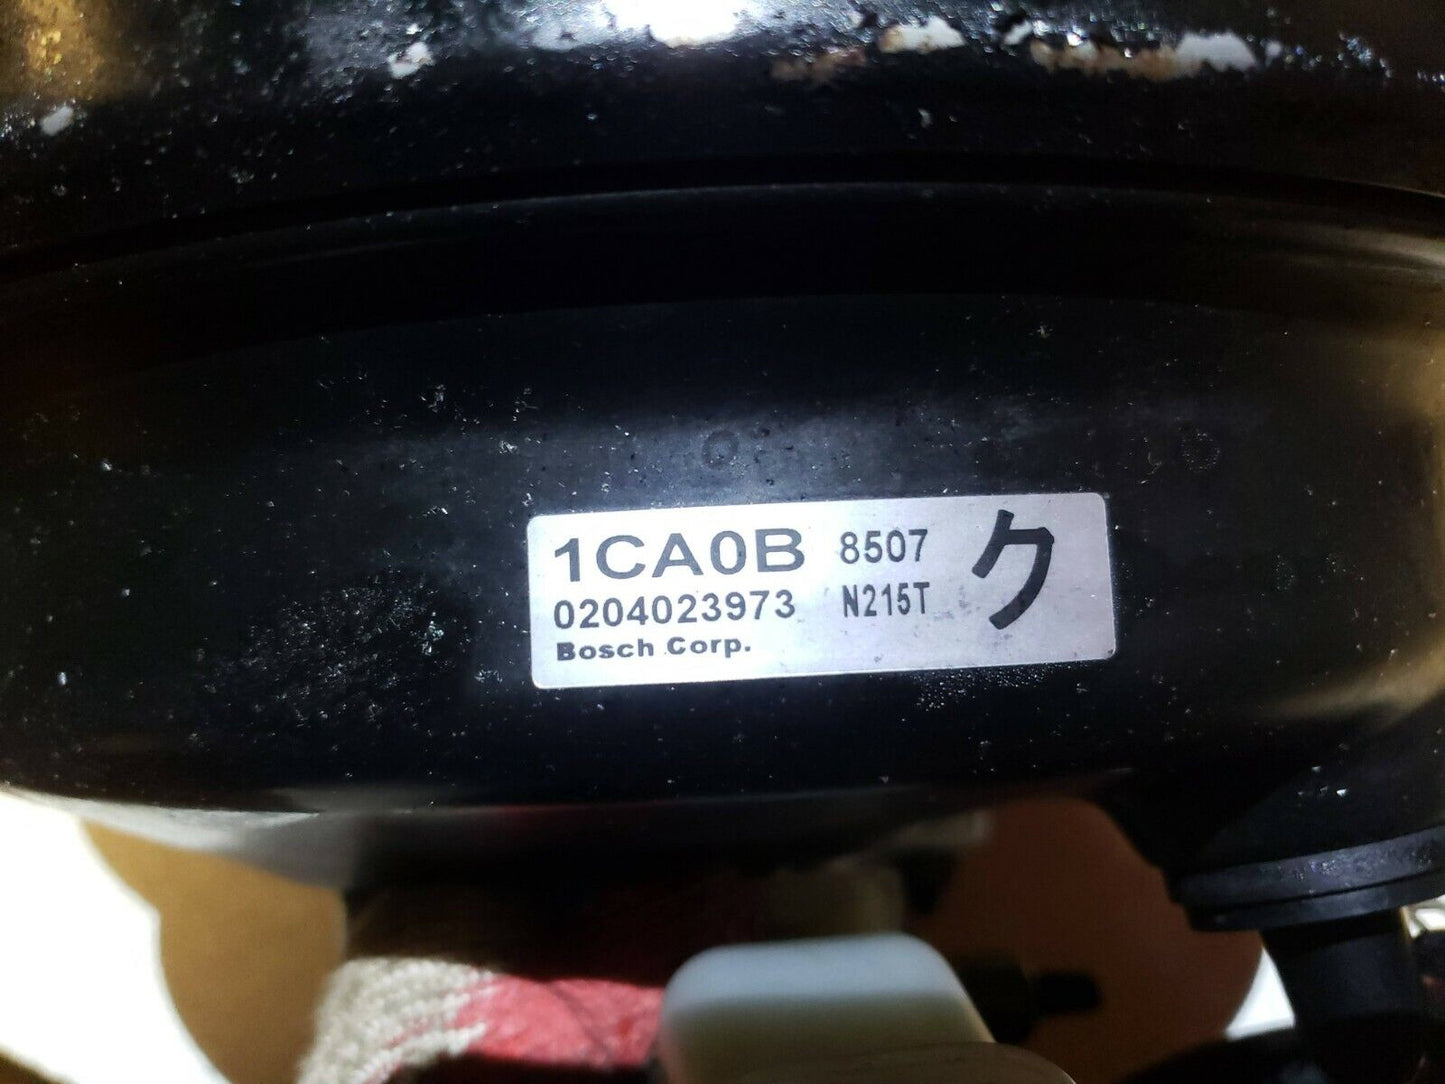 1CA0B 8507 ク
0204023973 N215T
Bosch Corp.